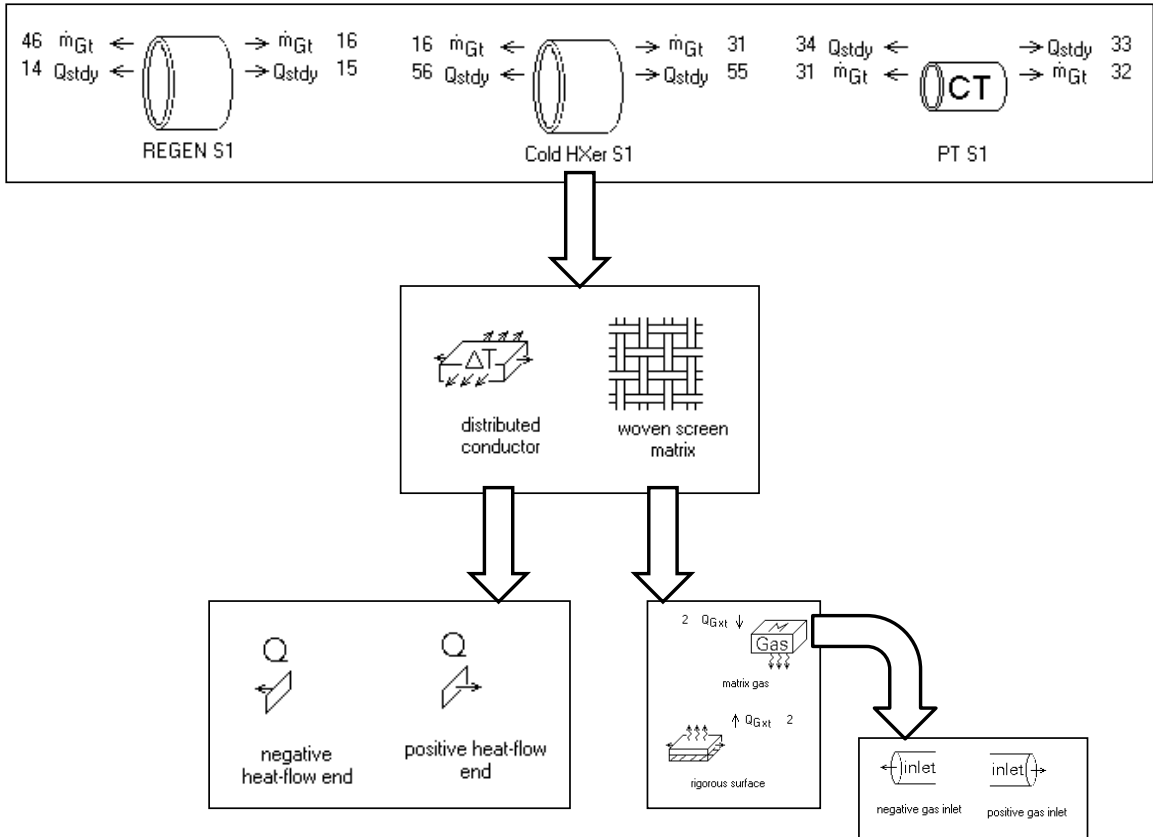 46 ṁGt ← → ṁGt 16
14 Qstdy ← → Qstdy 15
REGEN S1
16 ṁGt ← → ṁGt 31
56 Qstdy ← → Qstdy 55
Cold HXer S1
34 Qstdy ← → Qstdy 33
31 ṁGt ← → ṁGt 32
CT
PT S1
ΔT
distributed
conductor
woven screen
matrix
Q
negative
heat-flow end
Q
positive heat-flow
end
2 QGxt ↓
M
Gas
matrix gas
↑ QGxt 2
rigorous surface
inlet
negative gas inlet
inlet
positive gas inlet